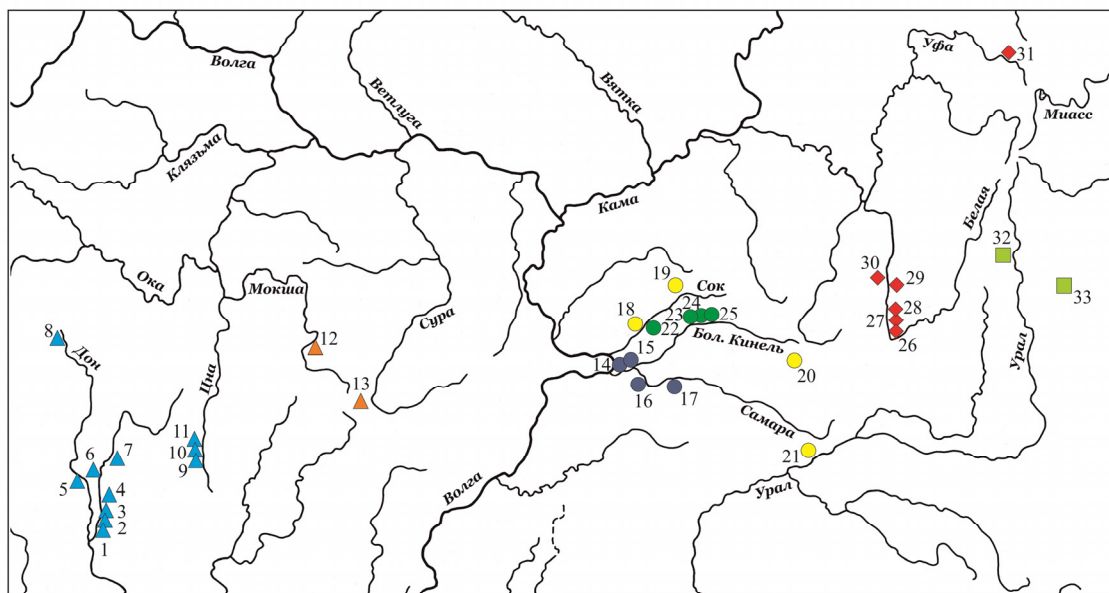 Волга
Ветлуга
Вятка
Уфа
31
Миасс
Клязьма
Кама
Белая
Ока
Мокша
Сура
Сок
Бол. Кинель
Самара
Урал
Дон
Цна
8
12
13
19
18
24
23
25
22
15
14
16
17
20
21
30
29
28
27
26
32
33
11
10
9
7
6
5
4
3
2
1
Волга
Урал